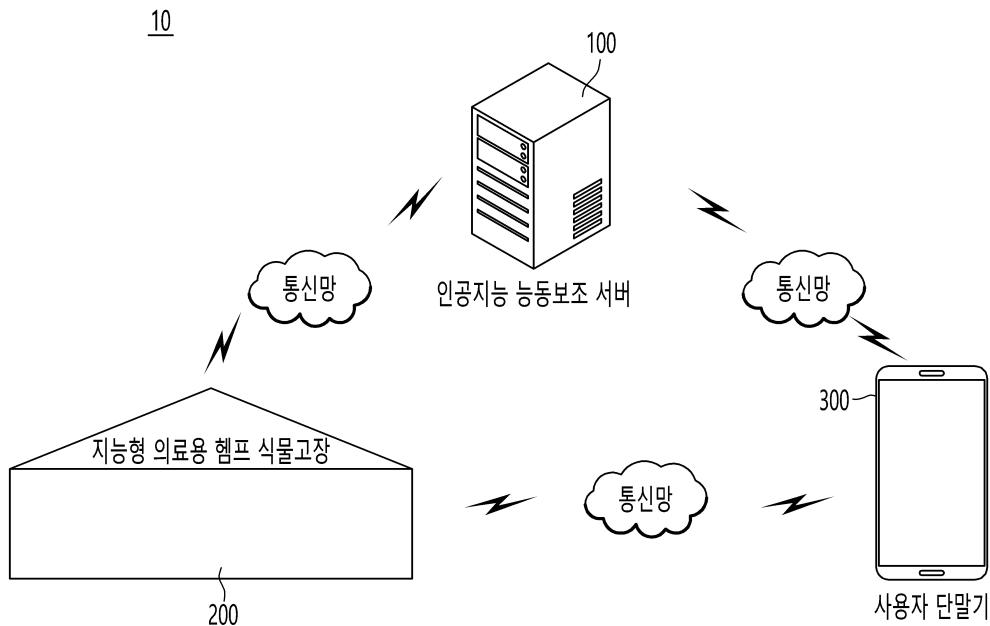 10
100
인공지능 능동보조 서버
통신망
통신망
300
지능형 의료용 헴프 식물고장
통신망
200
사용자 단말기